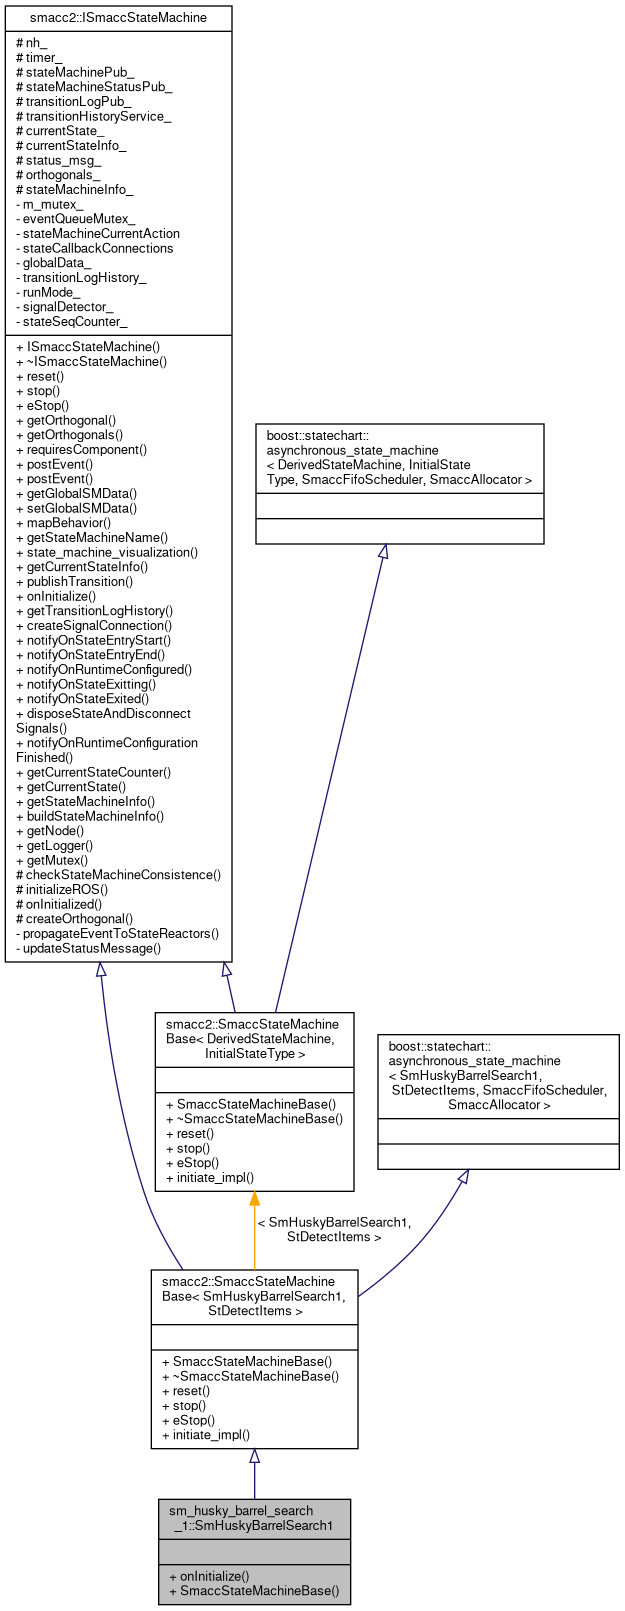 smacc2::ISmaccStateMachine
# nh_
# timer_
# stateMachinePub_
# stateMachineStatusPub_
# transitionLogPub_
# transitionHistoryService_
# currentState_
# currentStateInfo_
# status_msg_
# orthogonals_
# stateMachineInfo_
- m_mutex_
- eventQueueMutex_
- stateMachineCurrentAction
- stateCallbackConnections
- globalData_
- transitionLogHistory_
- runMode_
- signalDetector_
- stateSeqCounter_
+ ISmaccStateMachine()
+ ~ISmaccStateMachine()
+ reset()
+ stop()
+ eStop()
+ getOrthogonal()
+ getOrthogonals()
+ requiresComponent()
+ postEvent()
+ postEvent()
+ getGlobalSMData()
+ setGlobalSMData()
+ mapBehavior()
+ getStateMachineName()
+ state_machine_visualization()
+ getCurrentStateInfo()
+ publishTransition()
+ onInitialize()
+ getTransitionLogHistory()
+ createSignalConnection()
+ notifyOnStateEntryStart()
+ notifyOnStateEntryEnd()
+ notifyOnRuntimeConfigured()
+ notifyOnStateExitting()
+ notifyOnStateExited()
+ disposeStateAndDisconnect
Signals()
+ notifyOnRuntimeConfiguration
Finished()
+ getCurrentStateCounter()
+ getCurrentState()
+ getStateMachineInfo()
+ buildStateMachineInfo()
+ getNode()
+ getLogger()
+ getMutex()
# checkStateMachineConsistence()
# initializeROS()
# onInitialized()
# createOrthogonal()
- propagateEventToStateReactors()
- updateStatusMessage()
boost::statechart::
asynchronous_state_machine
< DerivedStateMachine, InitialState
Type, SmaccFifoScheduler, SmaccAllocator >
smacc2::SmaccStateMachine
Base< DerivedStateMachine,
InitialStateType >
+ SmaccStateMachineBase()
+ ~SmaccStateMachineBase()
+ reset()
+ stop()
+ eStop()
+ initiate_impl()
boost::statechart::
asynchronous_state_machine
< SmHuskyBarrelSearch1,
StDetectItems, SmaccFifoScheduler,
SmaccAllocator >
< SmHuskyBarrelSearch1,
StDetectItems >
smacc2::SmaccStateMachine
Base< SmHuskyBarrelSearch1,
StDetectItems >
+ SmaccStateMachineBase()
+ ~SmaccStateMachineBase()
+ reset()
+ stop()
+ eStop()
+ initiate_impl()
sm_husky_barrel_search
_1::SmHuskyBarrelSearch1
+ onInitialize()
+ SmaccStateMachineBase()